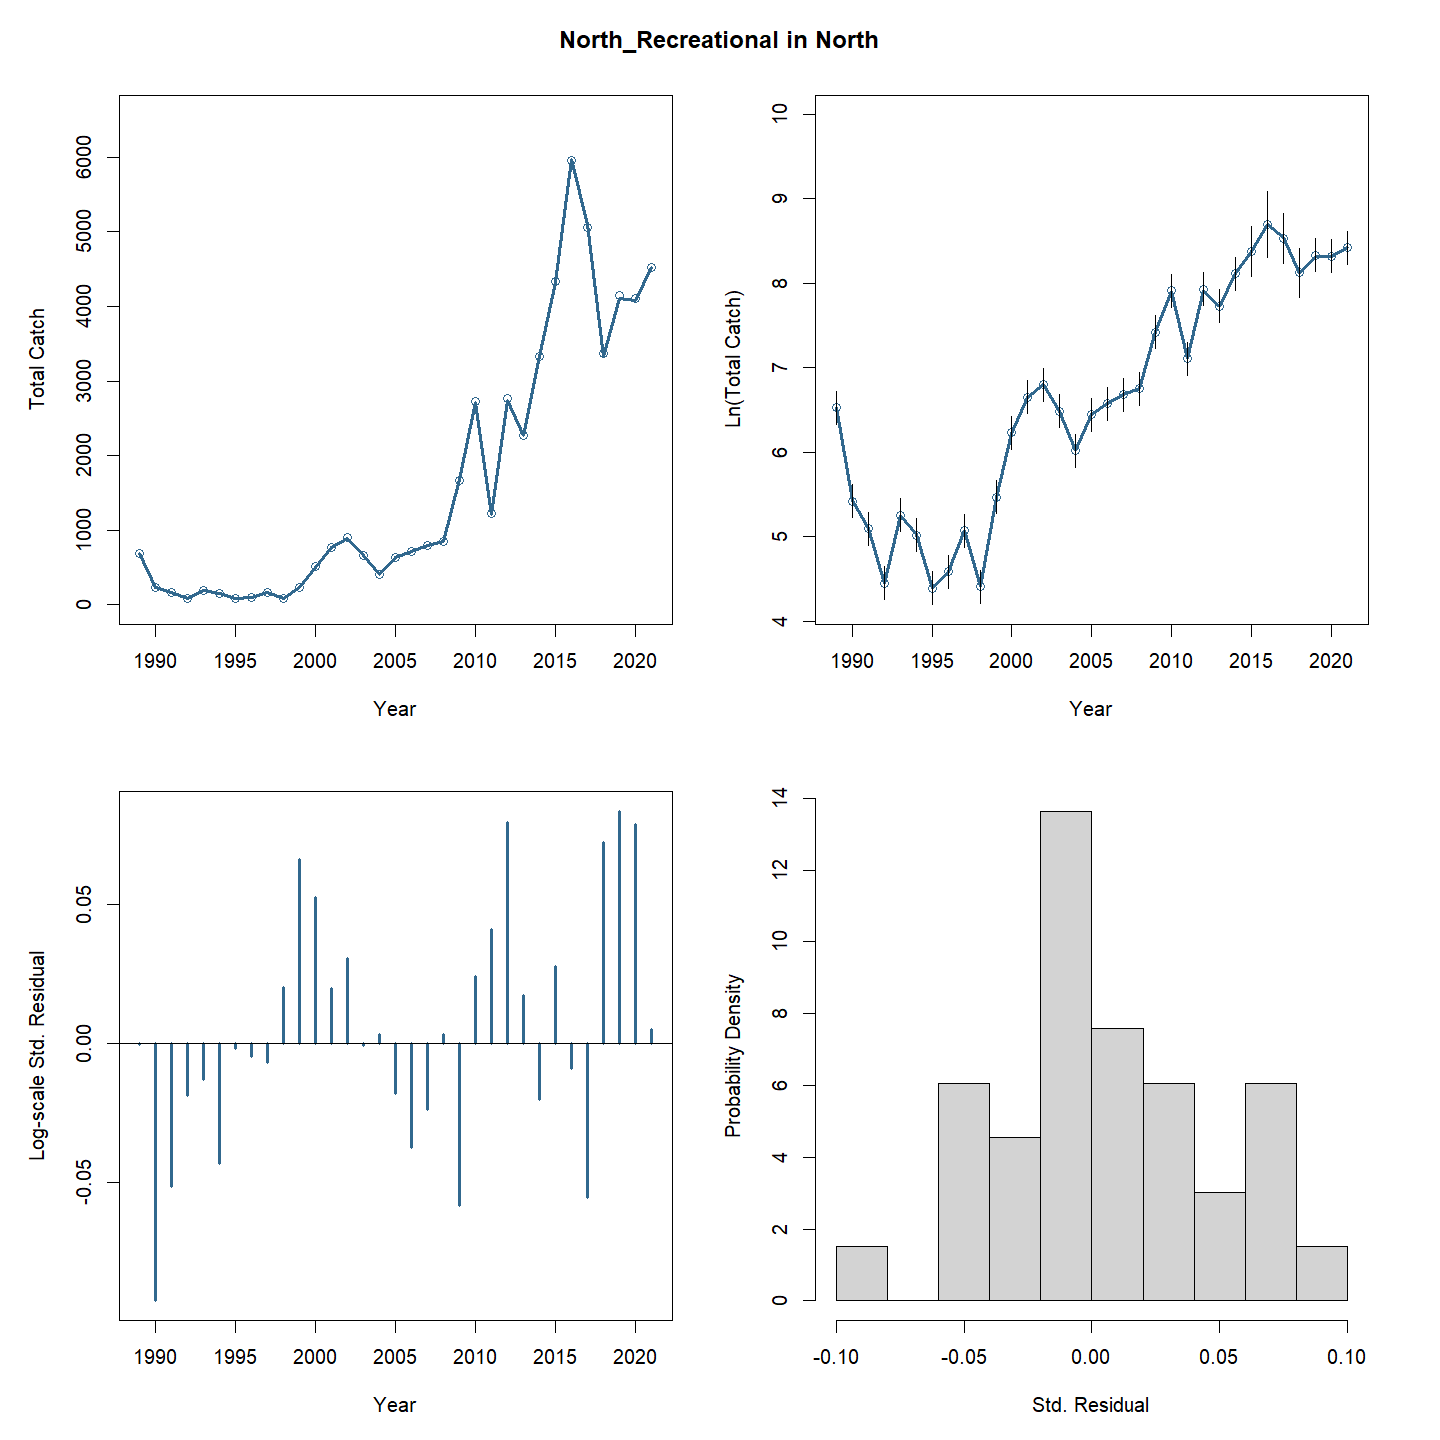 North_Recreational in North
Total Catch
0 1000 2000 3000 4000 5000 6000
1990 1995 2000 2005 2010 2015 2020
Year
Ln(Total Catch)
4 5 6 7 8 9 10
1990 1995 2000 2005 2010 2015 2020
Year
Log-scale Std. Residual
-0.05 0.00 0.05
1990 1995 2000 2005 2010 2015 2020
Year
Probability Density
0 2 4 6 8 10 12 14
-0.10 -0.05 0.00 0.05 0.10
Std. Residual